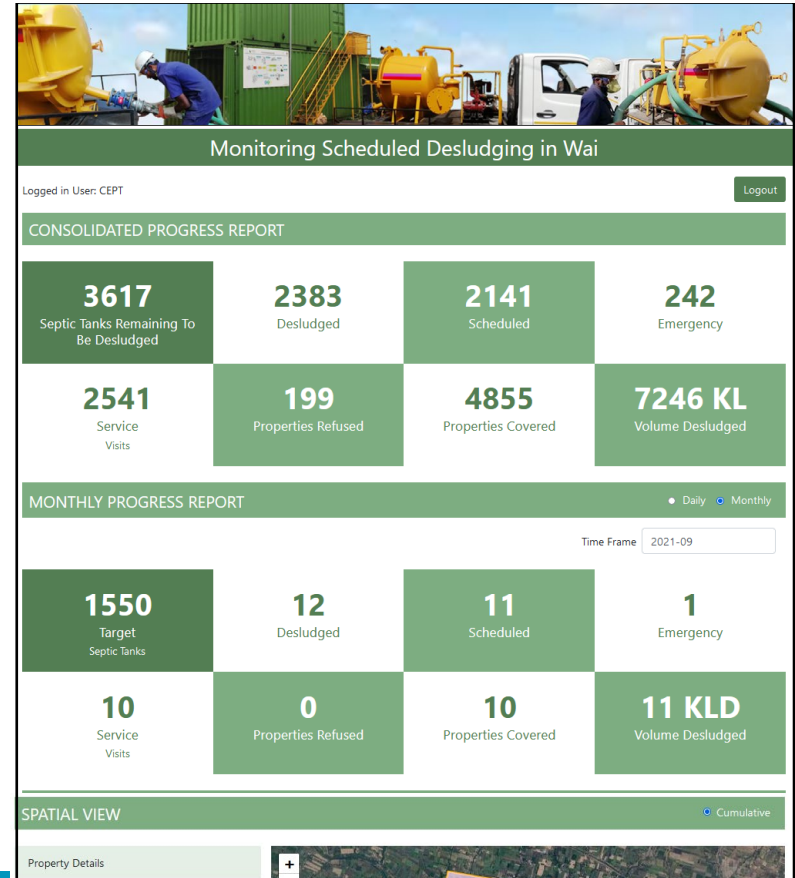 Monitoring Scheduled Desludging in Wai
Logged in User: CEPT
Logout
CONSOLIDATED PROGRESS REPORT
3617
Septic Tanks Remaining To
Be Desludged
2383
Desludged
2141
Scheduled
242
Emergency
2541
Service
Visits
199
Properties Refused
4855
Properties Covered
7246 KL
Volume Desludged
MONTHLY PROGRESS REPORT
Daily
Monthly
Time Frame
2021-09
1550
Target
Septic Tanks
12
Desludged
11
Scheduled
1
Emergency
10
Service
Visits
0
Properties Refused
10
Properties Covered
11 KLD
Volume Desludged
SPATIAL VIEW
Cumulative
Property Details
+